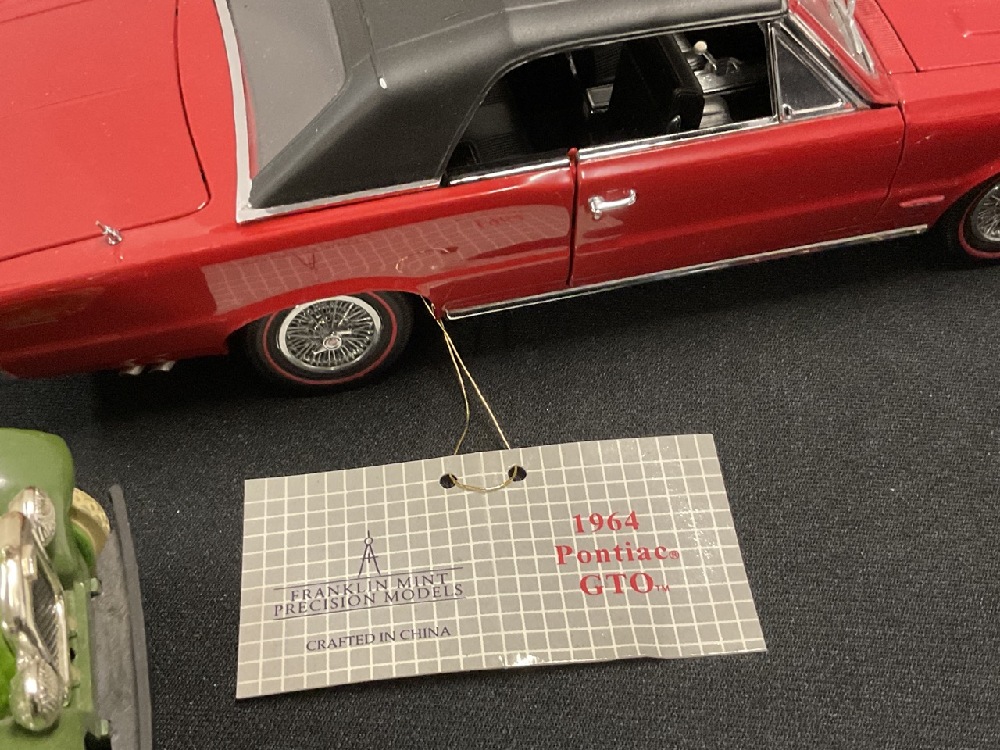 FRANKLIN MINT
PRECISION MODELS
CRAFTED IN CHINA
1964
Pontiac®
GTO™